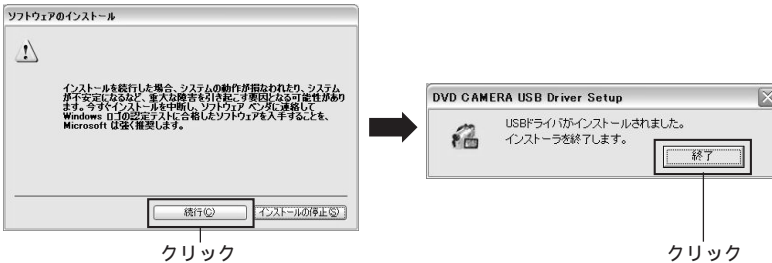 ソフトウェアのインストール
インストールを続行した場合、システムの動作が損なわれたり、システム
が不安定になるなど、重大な障害を引き起こす要因となる可能性があり
ます。今すぐインストールを中断し、ソフトウェア ベンダに連絡して
Windows ロゴの認定テストに合格したソフトウェアを入手することを、
Microsoft は強く推奨します。
続行(C)
インストールの停止(S)
クリック
DVD CAMERA USB Driver Setup
USBドライバがインストールされました。
インストーラを終了します。
終了
クリック